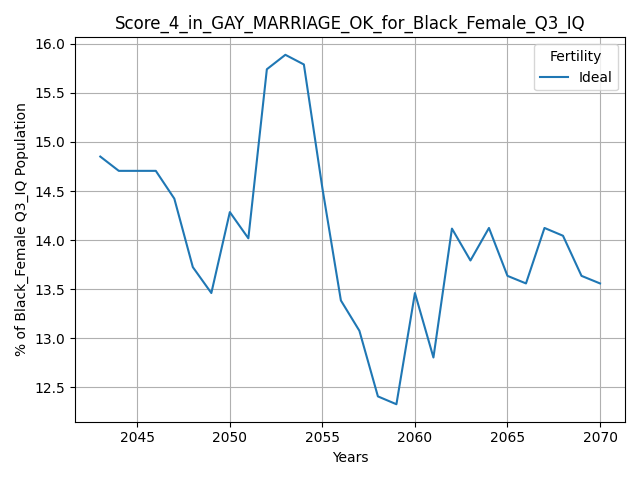 Score_4_in_GAY_MARRIAGE_OK_for_Black_Female_Q3_IQ
Fertility
Ideal
% of Black_Female Q3_IQ Population
16.0
15.5
15.0
14.5
14.0
13.5
13.0
12.5
2045 2050 2055 2060 2065 2070
Years